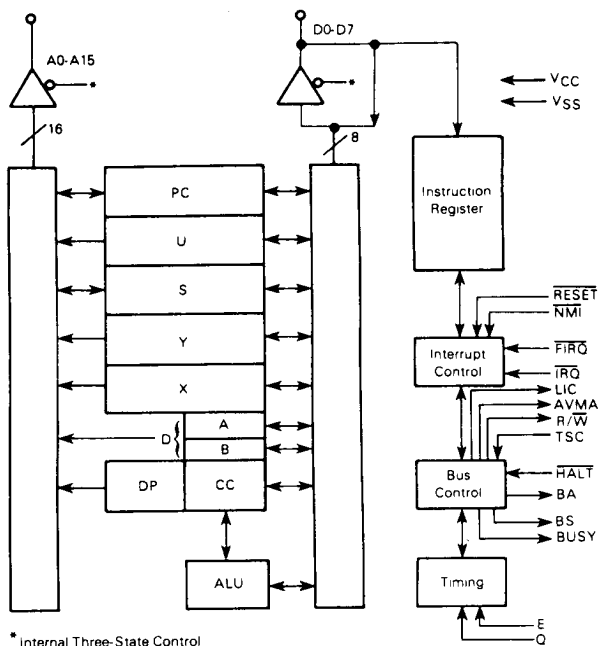 D0-D7
A0-A15
*
*
VCC
VSS
16
8
PC
Instruction
Register
U
S
Y
X
RESET
NMI
FIRQ
Interrupt
Control
IRQ
LIC
AVMA
R/W
TSC
D {
A
B
DP
CC
Bus
Control
HALT
BA
BS
BUSY
ALU
Timing
E
Q
* Internal Three-State Control